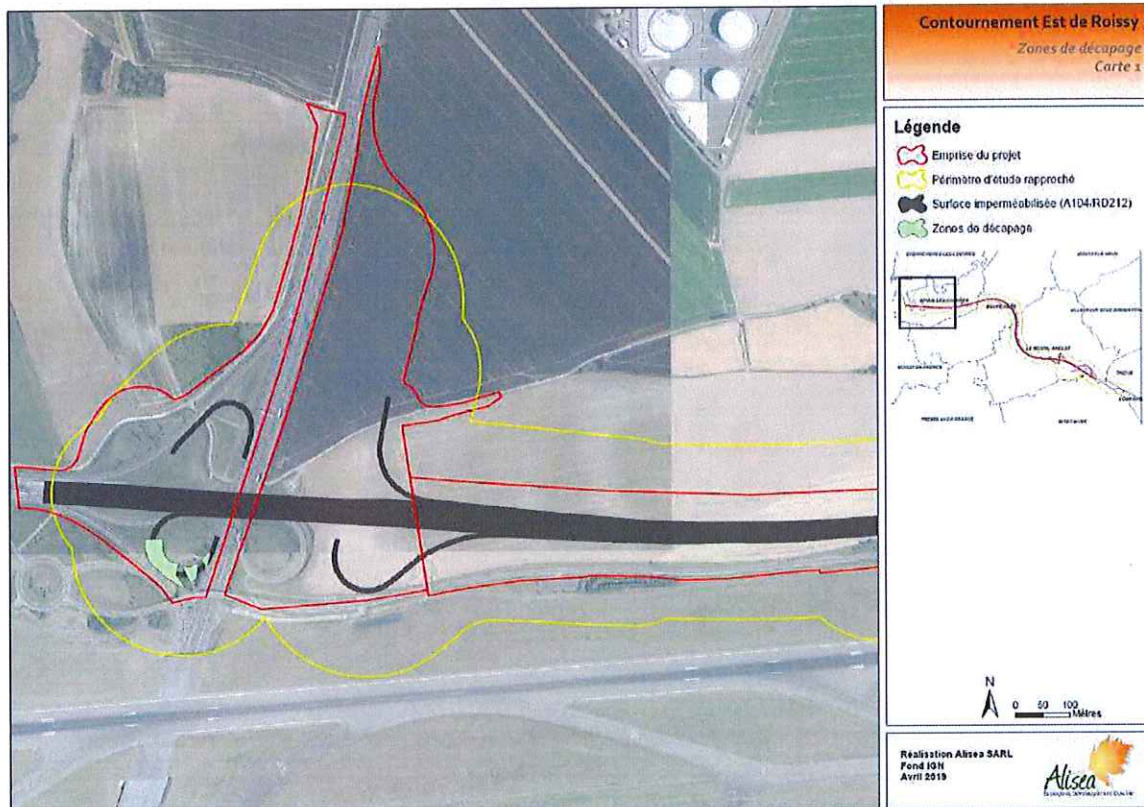 Contournement Est de Roissy
Zones de décapage
Carte 1
Légende
Emprise du projet
Périmètre d'étude rapproché
Surface imperméabilisée (A104/RD212)
Zones de décapage
N
0 50 100
Mètres
Réalisation Alisea SARL
Fond IGN
Avril 2019
Alisea